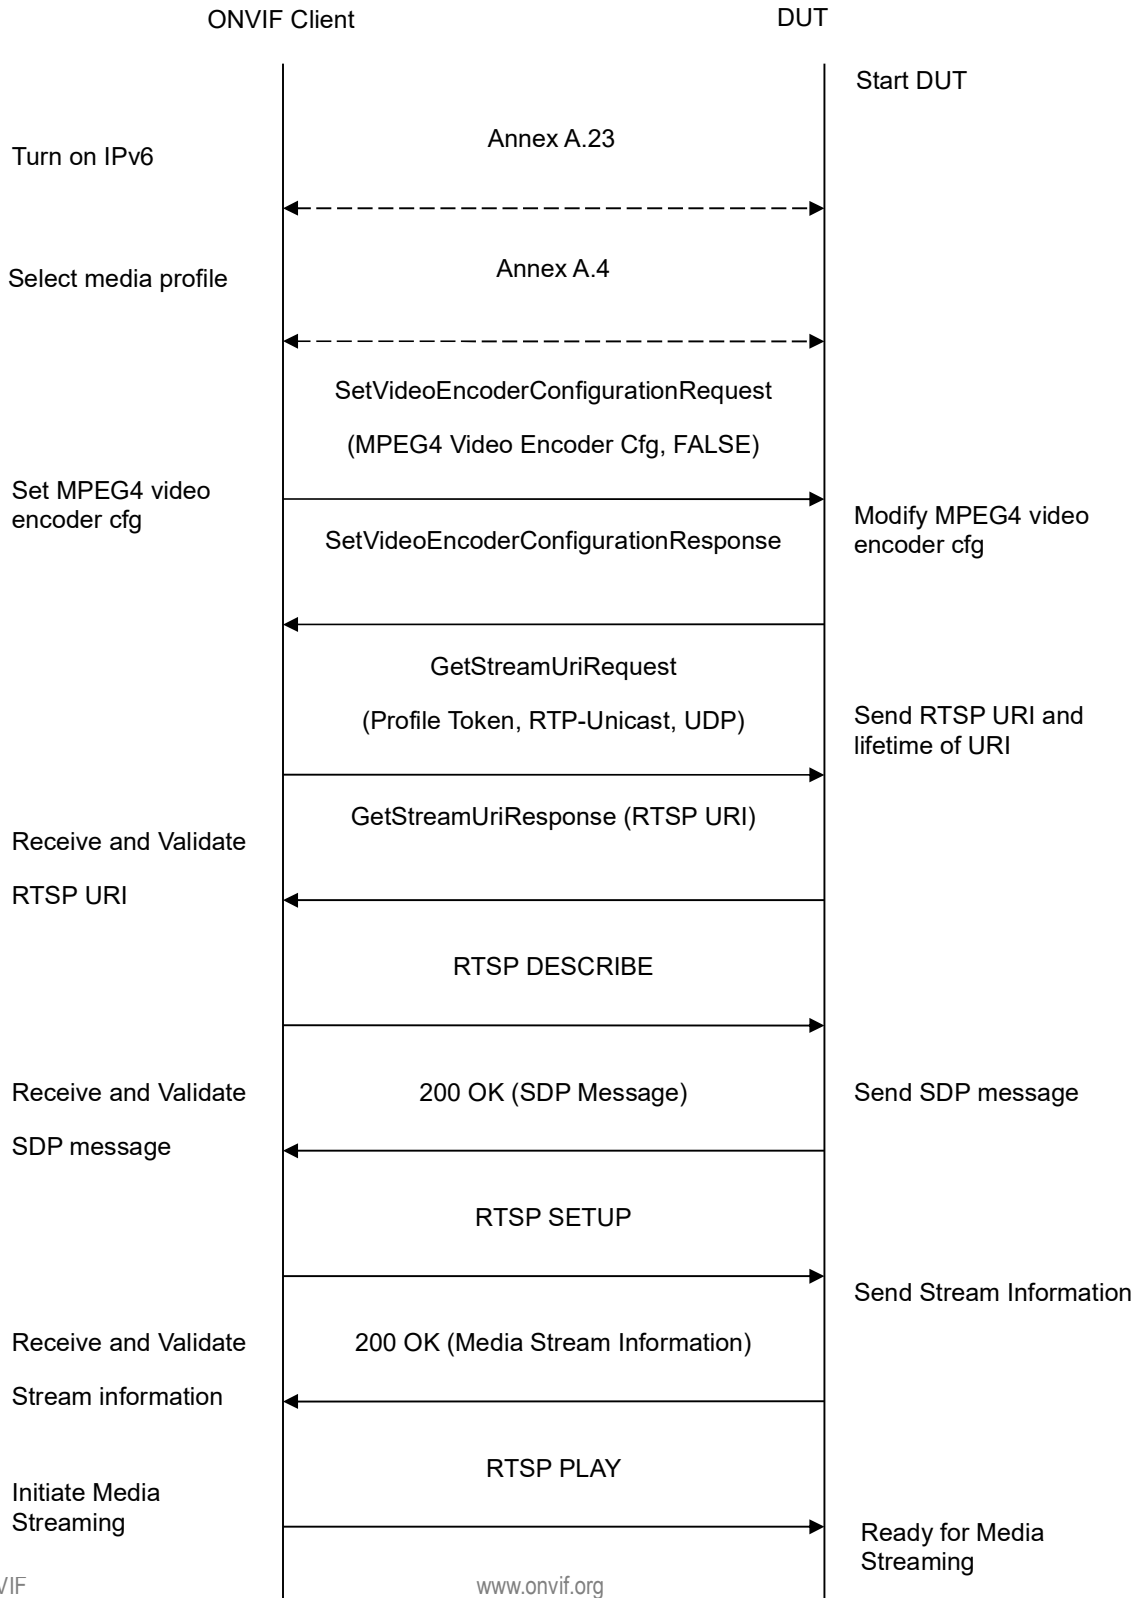 ONVIF Client
DUT
Start DUT
Annex A.23
Turn on IPv6
Annex A.4
Select media profile
SetVideoEncoderConfigurationRequest
(MPEG4 Video Encoder Cfg, FALSE)
Set MPEG4 video
encoder cfg
Modify MPEG4 video
encoder cfg
SetVideoEncoderConfigurationResponse
GetStreamUriRequest
(Profile Token, RTP-Unicast, UDP)
Send RTSP URI and
lifetime of URI
GetStreamUriResponse (RTSP URI)
Receive and Validate
RTSP URI
RTSP DESCRIBE
Receive and Validate
SDP message
200 OK (SDP Message)
Send SDP message
RTSP SETUP
Send Stream Information
Receive and Validate
Stream information
200 OK (Media Stream Information)
RTSP PLAY
Initiate Media
Streaming
Ready for Media
Streaming
VIF
www.onvif.org